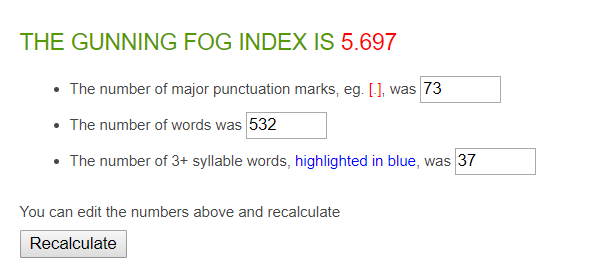 THE GUNNING FOG INDEX IS 5.697
The number of major punctuation marks, eg. [.], was 73
The number of words was 532
The number of 3+ syllable words, highlighted in blue, was 37
You can edit the numbers above and recalculate
Recalculate